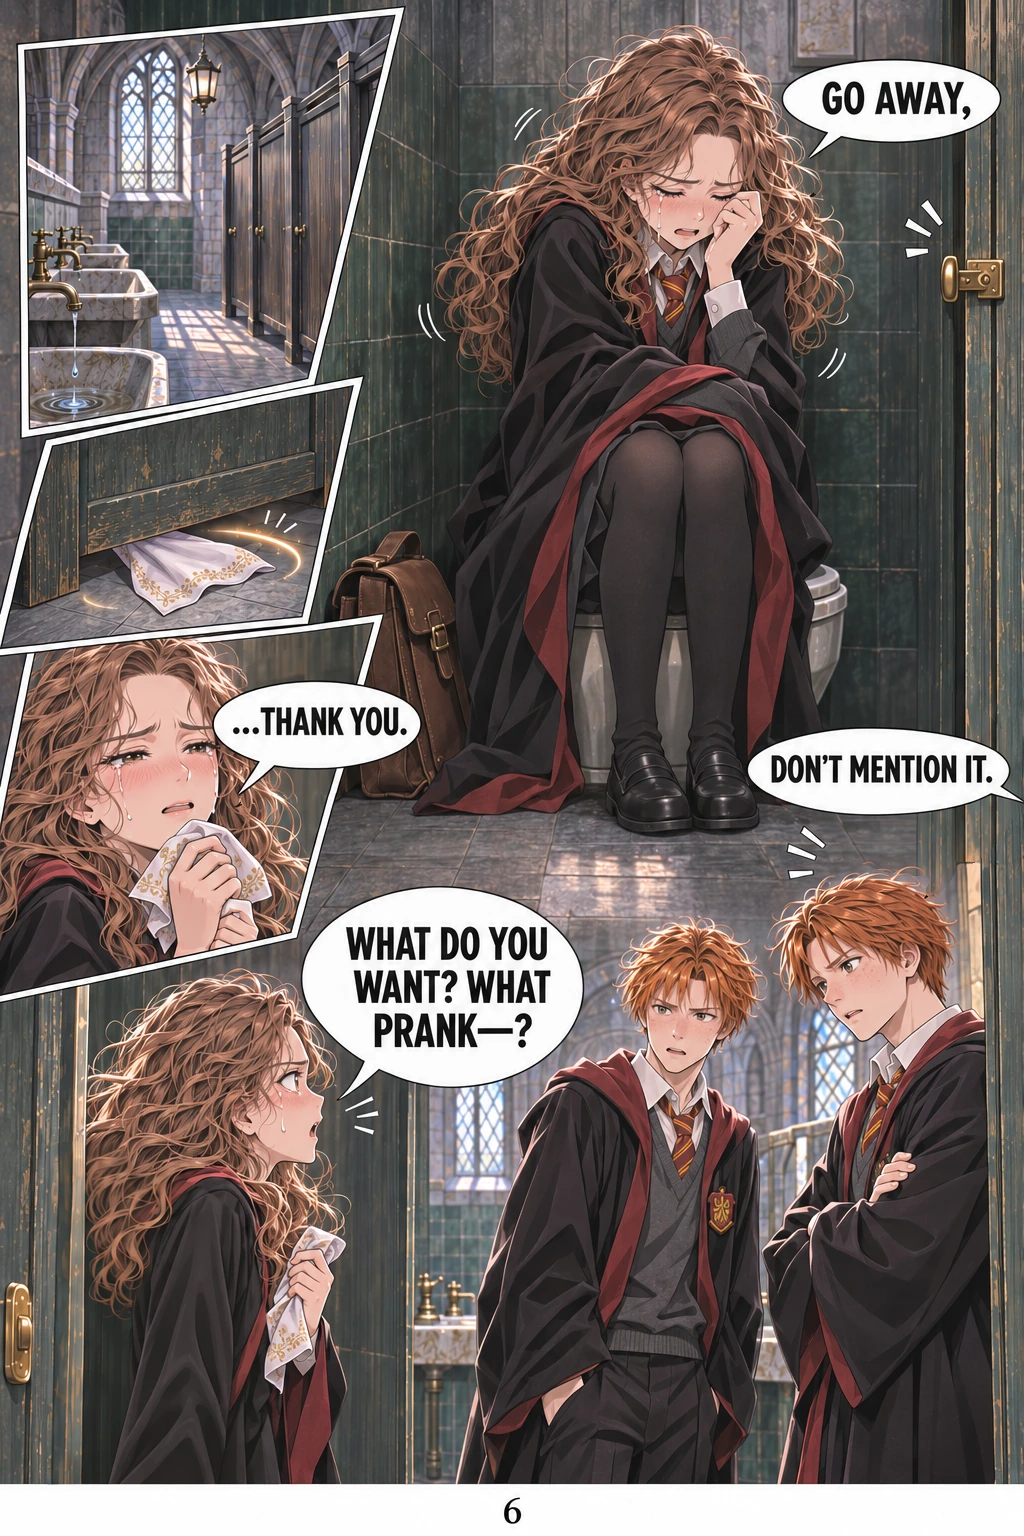 GO AWAY,
...THANK YOU.
DON'T MENTION IT.
WHAT DO YOU
WANT? WHAT
PRANK—?
6